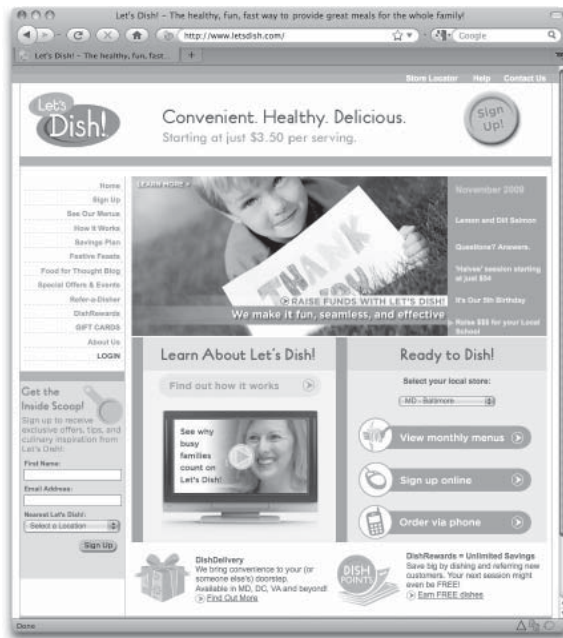 Let's Dish! – The healthy, fun, fast way to provide great meals for the whole family!
http://www.letsdish.com/
Google
Let's Dish! – The healthy, fun, fast...
Store Locator Help Contact Us
Let's
Dish!
Convenient. Healthy. Delicious.
Starting at just $3.50 per serving.
Sign
Up!
Home
Sign Up
See Our Menus
How It Works
Savings Plan
Festive Feasts
Food for Thought Blog
Special Offers & Events
Refer-a-Disher
DishRewards
GIFT CARDS
About Us
LOGIN
LEARN MORE >
THANK
YOU
RAISE FUNDS WITH LET'S DISH!
We make it fun, seamless, and effective
November 2009
Lemon and Dill Salmon
Questions? Answers.
'Halves' session starting
at just $94
It's Our 5th Birthday
Raise $$$ for your Local
School
Get the
Inside Scoop!
Sign up to receive
exclusive offers, tips, and
culinary inspiration from
Let's Dish!
First Name:
Email Address:
Nearest Let's Dish!:
Select a Location
Sign Up
Learn About Let's Dish!
Find out how it works
See why
busy
families
count on
Let's Dish!
Ready to Dish!
Select your local store:
MD - Baltimore
View monthly menus
Sign up online
Order via phone
DishDelivery
We bring convenience to your (or
someone else's) doorstep.
Available in MD, DC, VA and beyond!
Find Out More
DISH
POINTS
DishRewards = Unlimited Savings
Save big by dishing and referring new
customers. Your next session might
even be FREE!
Earn FREE dishes
Done